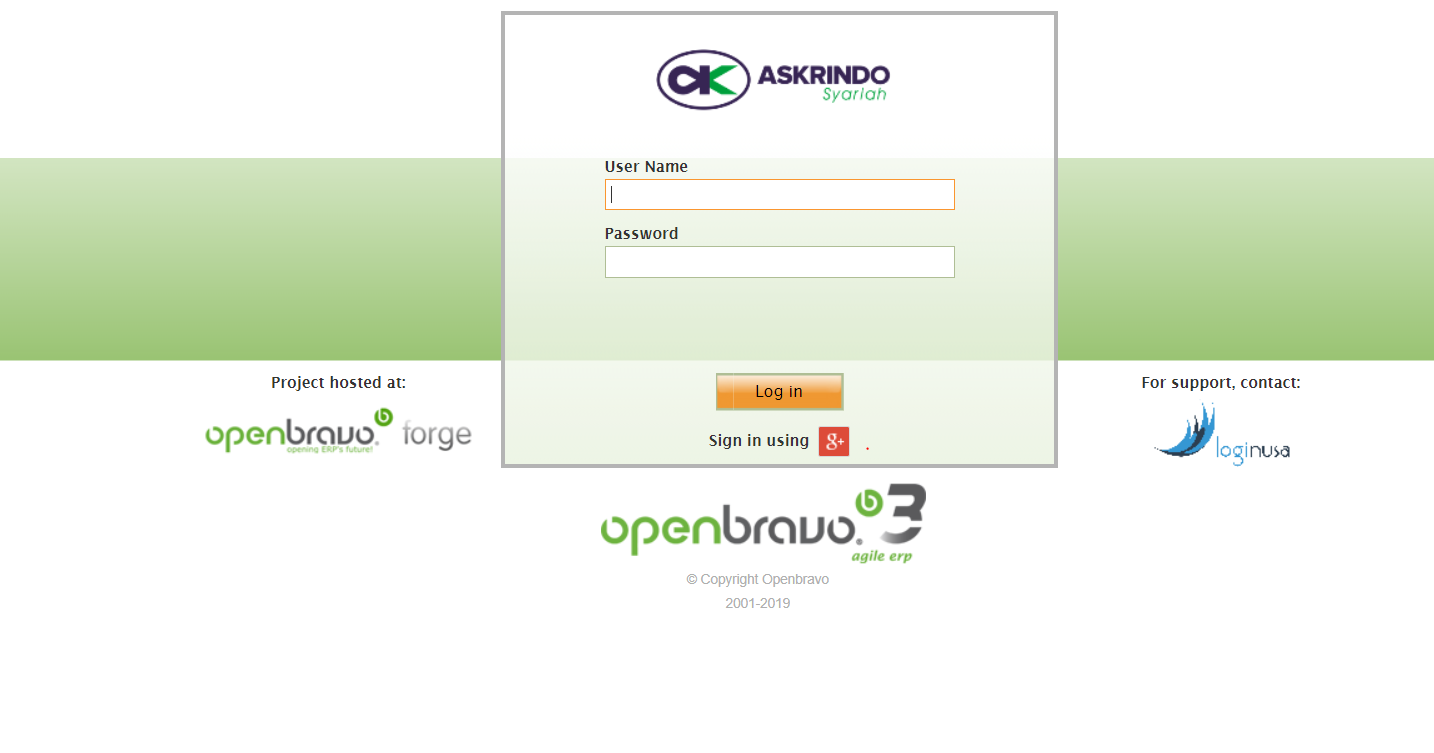 ASKRINDO
Syariah
User Name
Password
Log in
Sign in using g+ .
Project hosted at:
openbravo forge
opening ERP's future!
For support, contact:
loginusa
openbravo 3
agile erp
© Copyright Openbravo
2001-2019